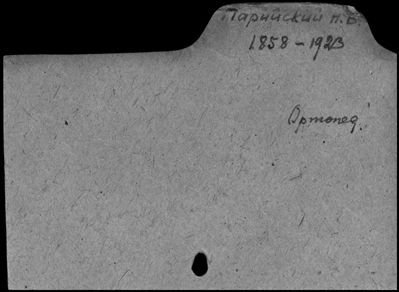 Парийский Н.В.
1858-1923
Ортопед